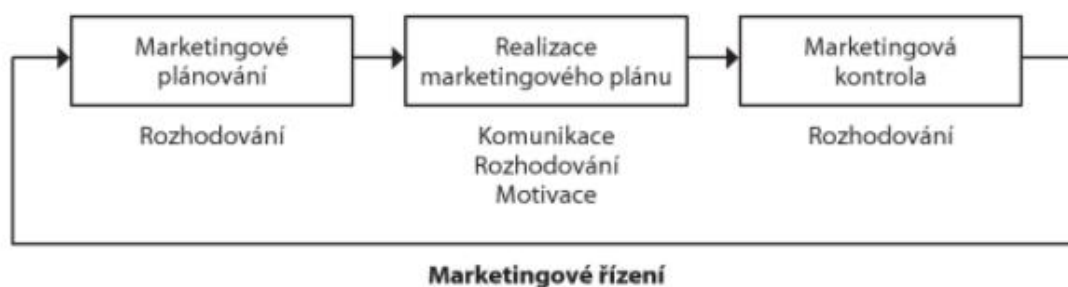 Marketingové
plánování
Realizace
marketingového plánu
Marketingová
kontrola
Rozhodování
Komunikace
Rozhodování
Motivace
Rozhodování
Marketingové řízení